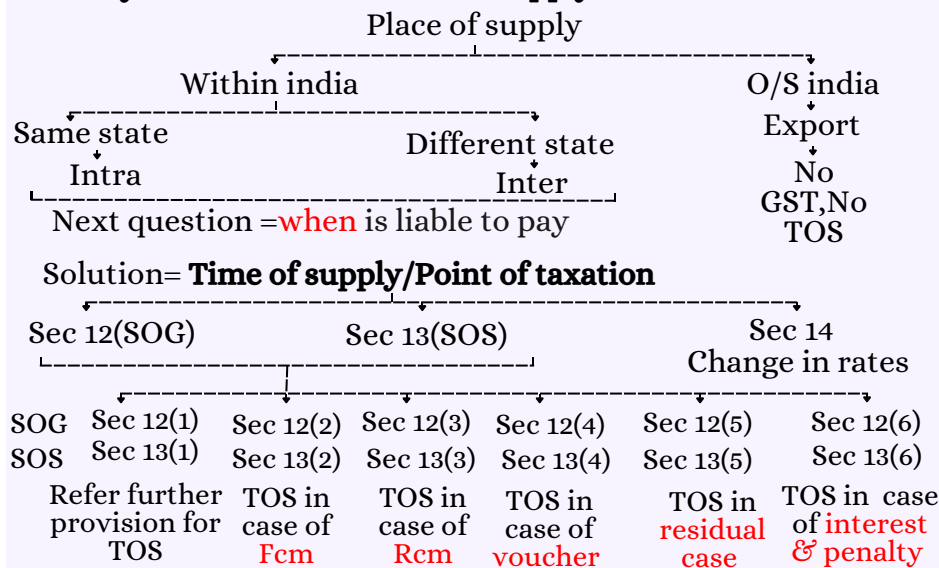 Place of supply
Within india
O/S india
Same state
Different state
Export
Intra
Inter
No
GST,No
TOS
Next question =when is liable to pay
Solution= Time of supply/Point of taxation
Sec 12(SOG)
Sec 13(SOS)
Sec 14
Change in rates
SOG Sec 12(1) Sec 12(2) Sec 12(3) Sec 12(4) Sec 12(5) Sec 12(6)
SOS Sec 13(1) Sec 13(2) Sec 13(3) Sec 13(4) Sec 13(5) Sec 13(6)
Refer further
provision for
TOS
TOS in
case of
Fcm
TOS in
case of
Rcm
TOS in
case of
voucher
TOS in
residual
case
TOS in case
of interest
& penalty